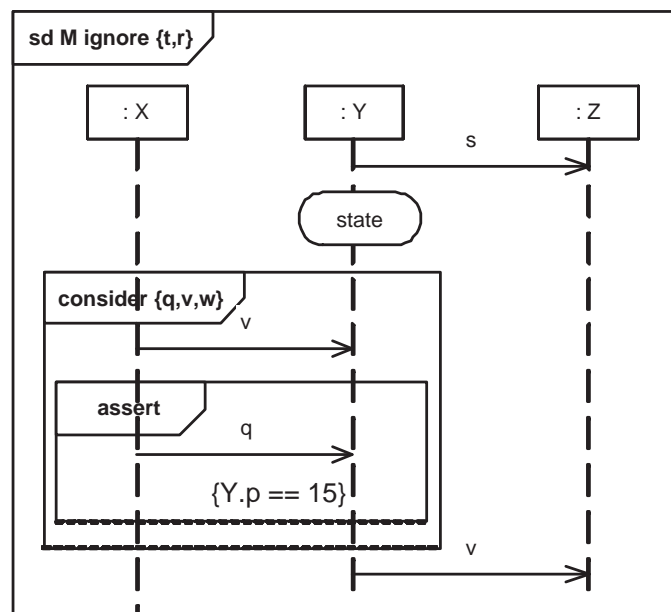 sd M ignore {t,r}
: X
: Y
: Z
s
state
consider {q,v,w}
v
assert
q
{Y.p == 15}
v